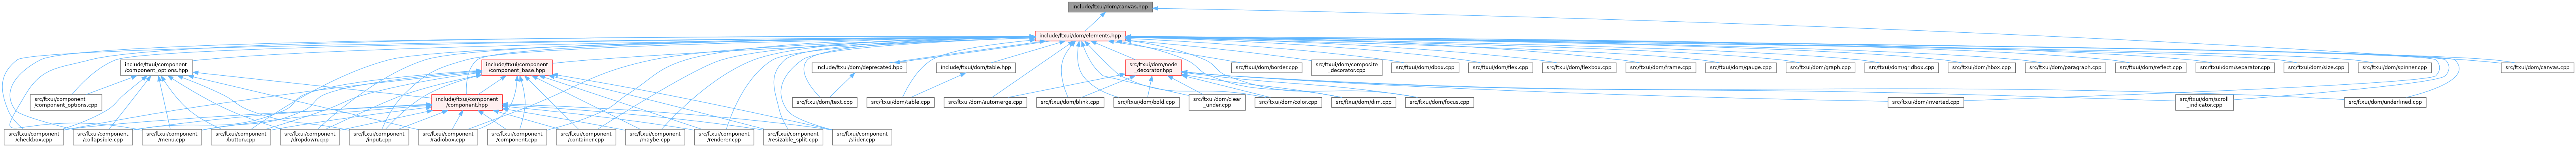 include/ftxui/dom/canvas.hpp
include/ftxui/dom/elements.hpp
include/ftxui/component
/component_options.hpp
include/ftxui/component
/component_base.hpp
include/ftxui/dom/deprecated.hpp
include/ftxui/dom/table.hpp
src/ftxui/dom/node
_decorator.hpp
src/ftxui/dom/border.cpp
src/ftxui/dom/composite
_decorator.cpp
src/ftxui/dom/dbox.cpp
src/ftxui/dom/flex.cpp
src/ftxui/dom/flexbox.cpp
src/ftxui/dom/frame.cpp
src/ftxui/dom/gauge.cpp
src/ftxui/dom/graph.cpp
src/ftxui/dom/gridbox.cpp
src/ftxui/dom/hbox.cpp
src/ftxui/dom/paragraph.cpp
src/ftxui/dom/reflect.cpp
src/ftxui/dom/separator.cpp
src/ftxui/dom/size.cpp
src/ftxui/dom/spinner.cpp
src/ftxui/dom/canvas.cpp
src/ftxui/component
/component_options.cpp
include/ftxui/component
/component.hpp
src/ftxui/dom/text.cpp
src/ftxui/dom/table.cpp
src/ftxui/dom/automerge.cpp
src/ftxui/dom/blink.cpp
src/ftxui/dom/bold.cpp
src/ftxui/dom/clear
_under.cpp
src/ftxui/dom/color.cpp
src/ftxui/dom/dim.cpp
src/ftxui/dom/focus.cpp
src/ftxui/dom/inverted.cpp
src/ftxui/dom/scroll
_indicator.cpp
src/ftxui/dom/underlined.cpp
src/ftxui/component
/checkbox.cpp
src/ftxui/component
/collapsible.cpp
src/ftxui/component
/menu.cpp
src/ftxui/component
/button.cpp
src/ftxui/component
/dropdown.cpp
src/ftxui/component
/input.cpp
src/ftxui/component
/radiobox.cpp
src/ftxui/component
/component.cpp
src/ftxui/component
/container.cpp
src/ftxui/component
/maybe.cpp
src/ftxui/component
/renderer.cpp
src/ftxui/component
/resizable_split.cpp
src/ftxui/component
/slider.cpp